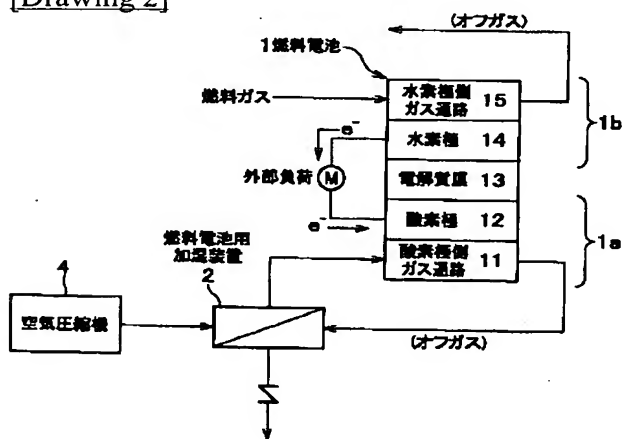 [Drawing 2]
(オフガス)
1燃料電池
燃料ガス
水素極側
ガス通路 15
1b
e⁻
水素極 14
外部負荷
M
電解質膜 13
e⁻
酸素極 12
1a
燃料電池用
加湿装置
2
酸素極側
ガス通路 11
4
空気圧縮機
(オフガス)